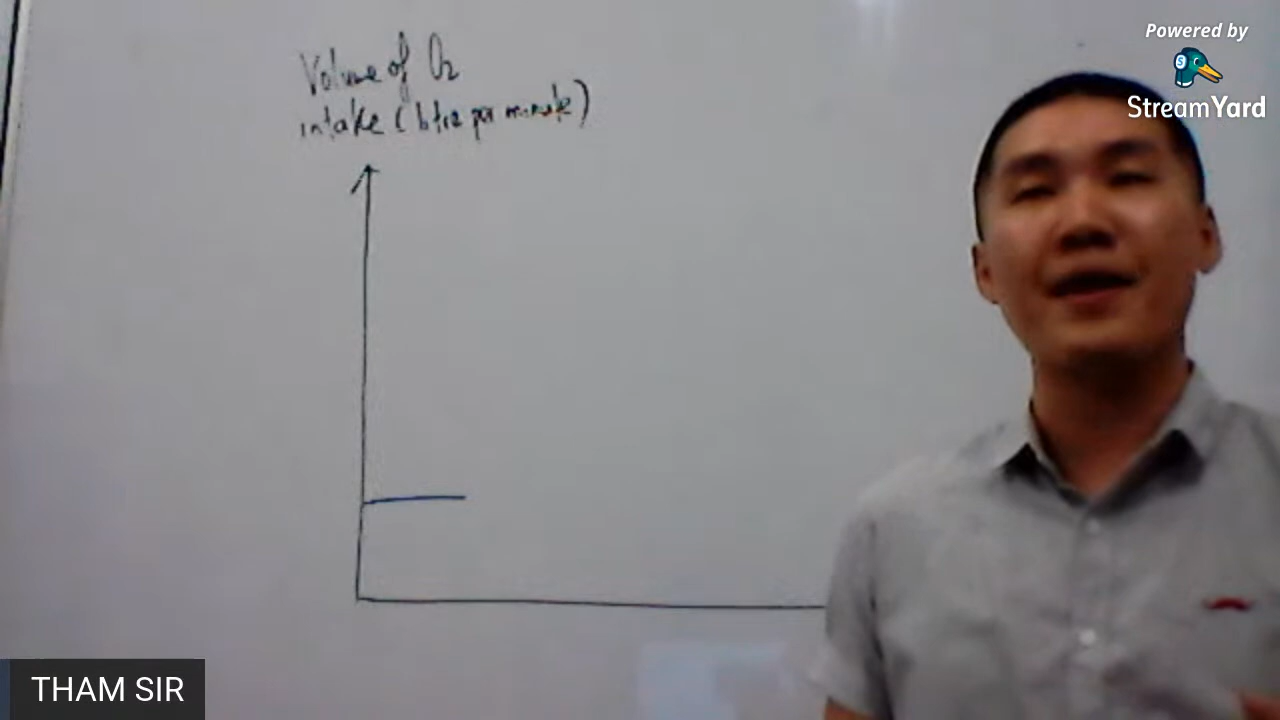 Volume of O2
intake (litre per minute)
Powered by
StreamYard
THAM SIR